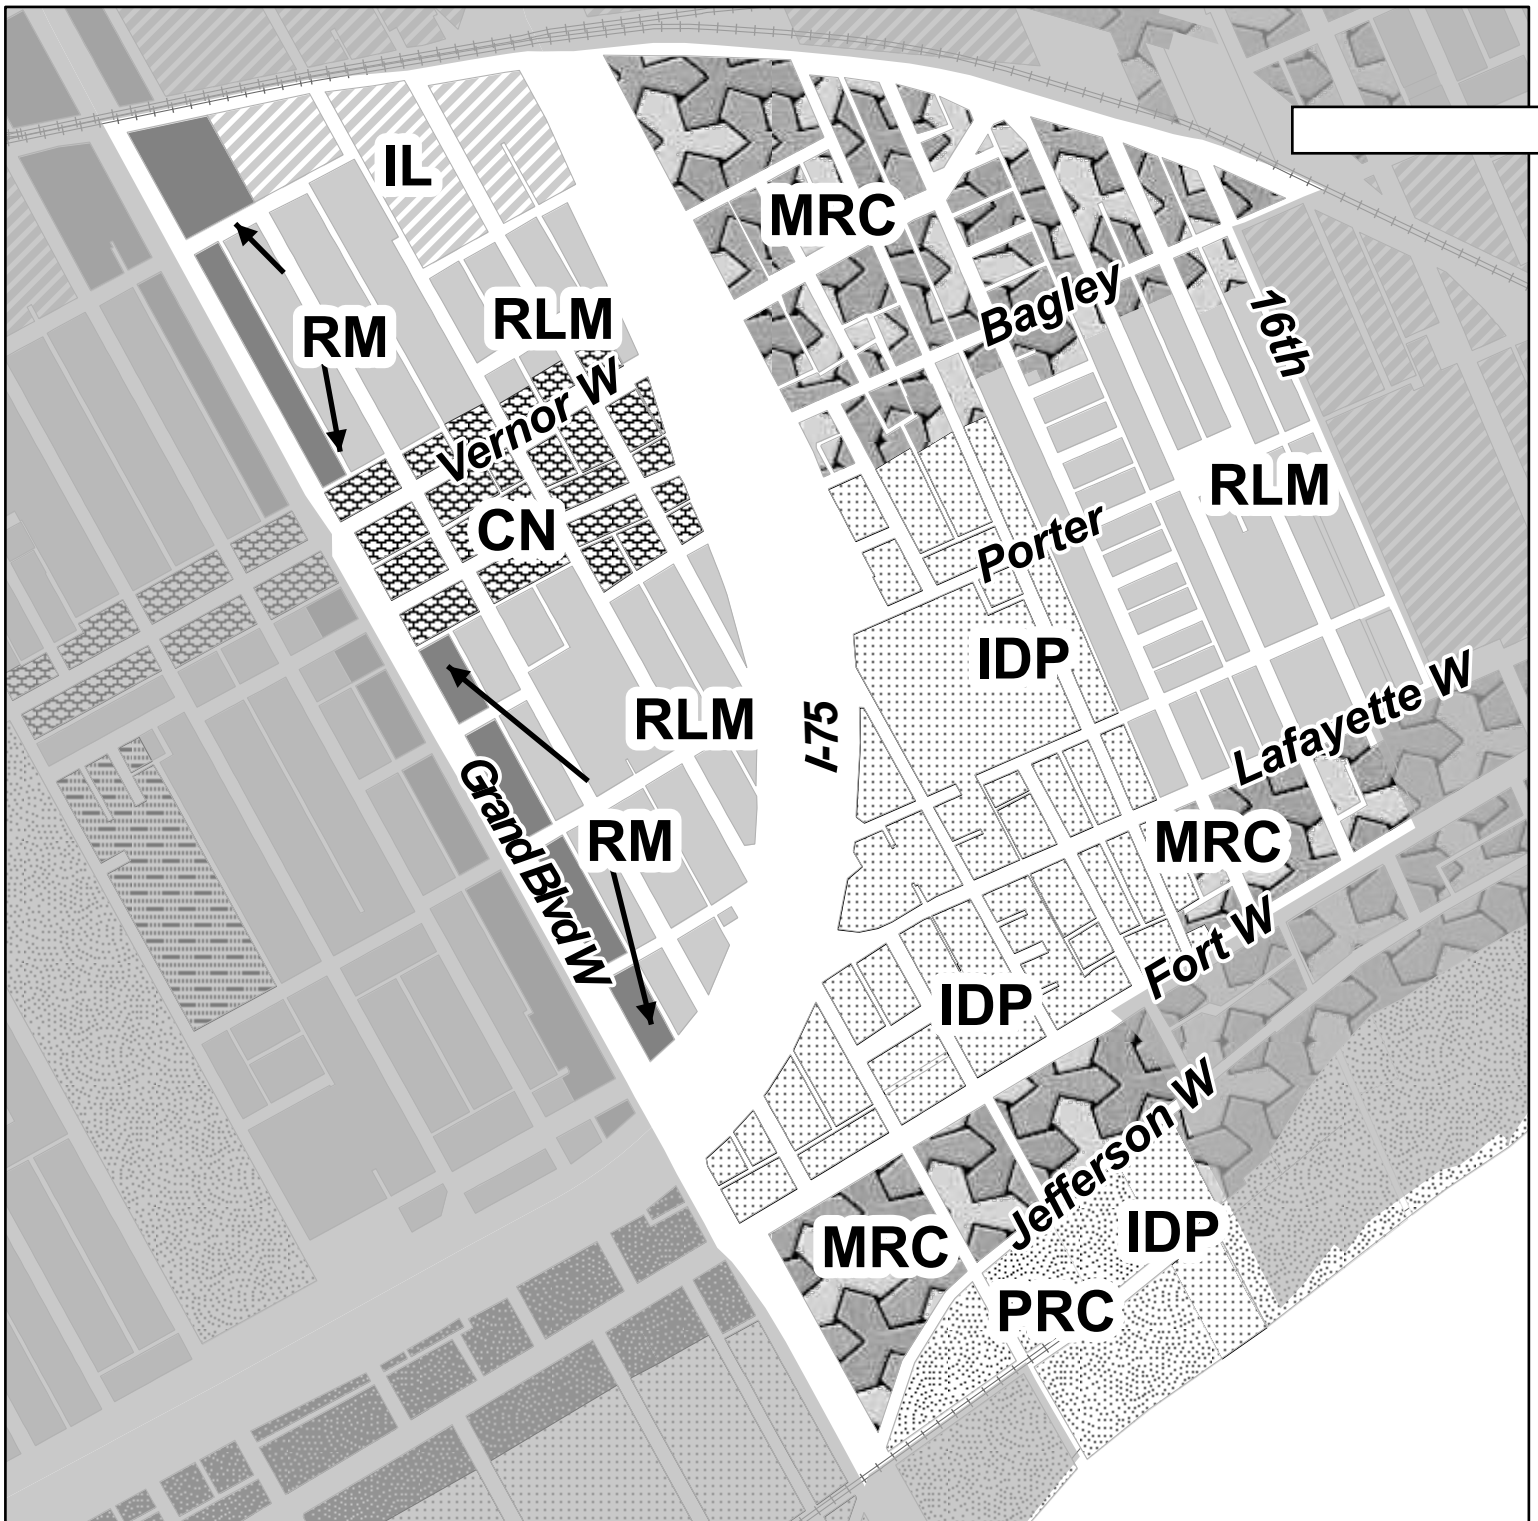 IL
MRC
Bagley
16th
RM
RLM
Vernor W
CN
RLM
Porter
IDP
RLM
I-75
Lafayette W
Grand Blvd W
RM
MRC
Fort W
IDP
Jefferson W
MRC
IDP
PRC